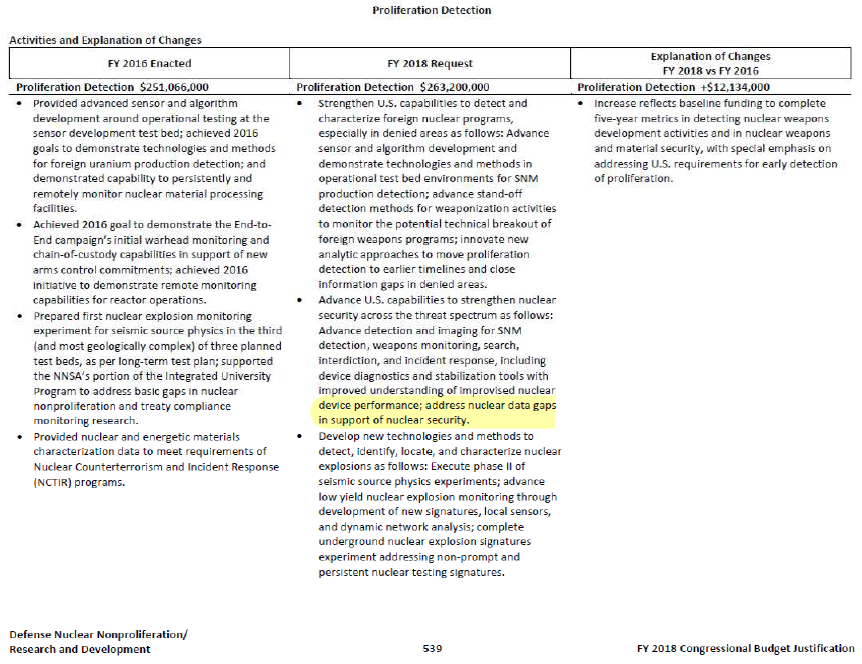 Proliferation Detection
Activities and Explanation of Changes
FY 2016 Enacted
FY 2018 Request
Explanation of Changes
FY 2018 vs FY 2016
Proliferation Detection $251,066,000
• Provided advanced sensor and algorithm
development around operational testing at the
sensor development test bed; achieved 2016
goals to demonstrate technologies and methods
for foreign uranium production detection; and
demonstrated capability to persistently and
remotely monitor nuclear material processing
facilities.
• Achieved 2016 goal to demonstrate the End-to-
End campaign's initial warhead monitoring and
chain-of-custody capabilities in support of new
arms control commitments; achieved 2016
initiative to demonstrate remote monitoring
capabilities for reactor operations.
• Prepared first nuclear explosion monitoring
experiment for seismic source physics in the third
(and most geologically complex) of three planned
test beds, as per long-term test plan; supported
the NNSA's portion of the Integrated University
Program to address basic gaps in nuclear
nonproliferation and treaty compliance
monitoring research.
• Provided nuclear and energetic materials
characterization data to meet requirements of
Nuclear Counterterrorism and Incident Response
(NCTIR) programs.
Proliferation Detection $263,200,000
• Strengthen U.S. capabilities to detect and
characterize foreign nuclear programs,
especially in denied areas as follows: Advance
sensor and algorithm development and
demonstrate technologies and methods in
operational test bed environments for SNM
production detection; advance stand-off
detection methods for weaponization activities
to monitor the potential technical breakout of
foreign weapons programs; innovate new
analytic approaches to move proliferation
detection to earlier timelines and close
information gaps in denied areas.
• Advance U.S. capabilities to strengthen nuclear
security across the threat spectrum as follows:
Advance detection and imaging for SNM
detection, weapons monitoring, search,
interdiction, and incident response, including
device diagnostics and stabilization tools with
improved understanding of improvised nuclear
device performance; address nuclear data gaps
in support of nuclear security.
• Develop new technologies and methods to
detect, identify, locate, and characterize nuclear
explosions as follows: Execute phase II of
seismic source physics experiments; advance
low yield nuclear explosion monitoring through
development of new signatures, local sensors,
and dynamic network analysis; complete
underground nuclear explosion signatures
experiment addressing non-prompt and
persistent nuclear testing signatures.
Proliferation Detection +$12,134,000
• Increase reflects baseline funding to complete
five-year metrics in detecting nuclear weapons
development activities and in nuclear weapons
and material security, with special emphasis on
addressing U.S. requirements for early detection
of proliferation.
Defense Nuclear Nonproliferation/
Research and Development
539
FY 2018 Congressional Budget Justification